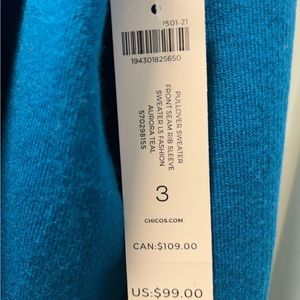 PS01-21
194301825650
PULLOVER SWEATER
FRONT SEAM RIB SLEEVE
SWEATER LS FASHION
AURORA TEAL
570298155
3
CHICOS.COM
CAN:$109.00
US:$99.00